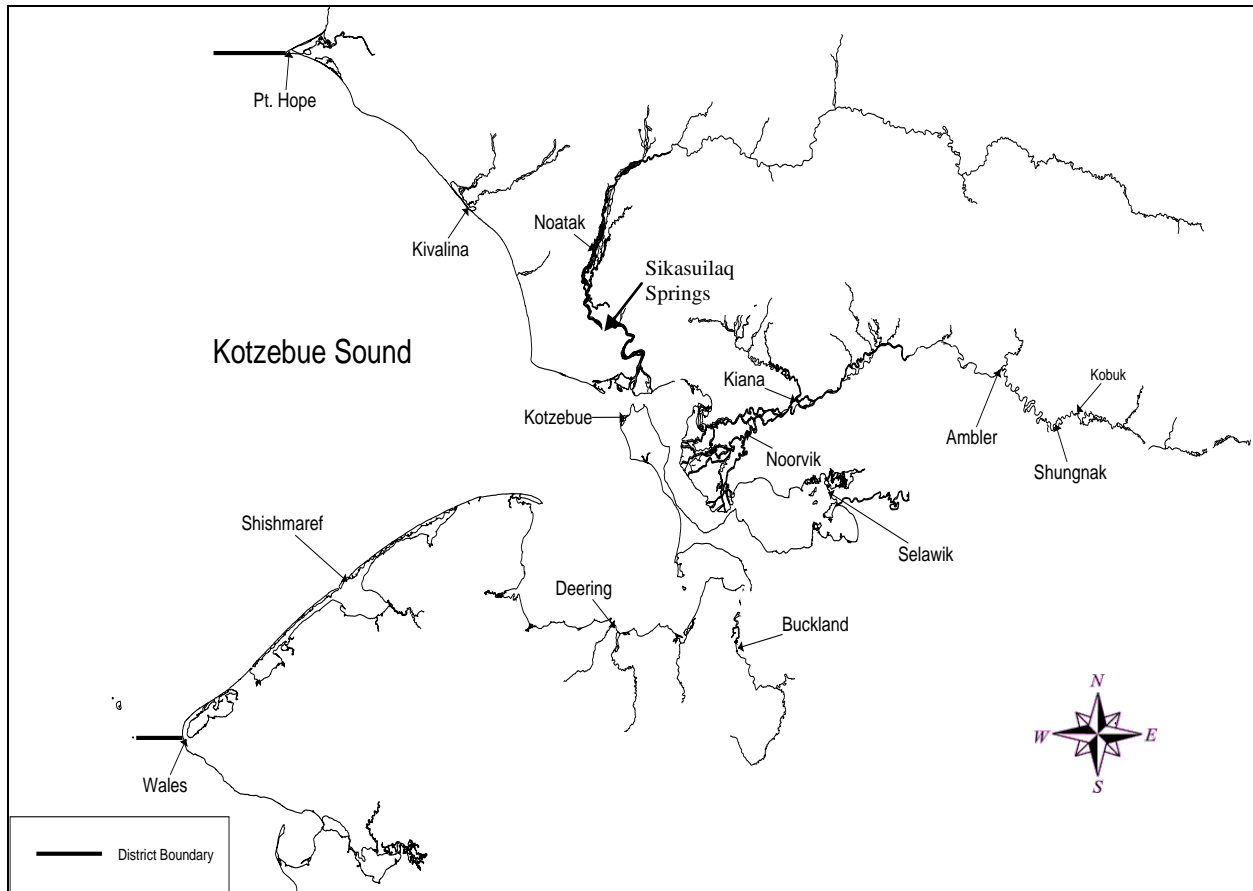 Pt. Hope
Kivalina
Noatak
Sikasuilaq
Springs
Kotzebue Sound
Kiana
Kobuk
Kotzebue
Ambler
Noorvik
Shungnak
Shishmaref
Selawik
Deering
Buckland
N
W
E
S
Wales
District Boundary